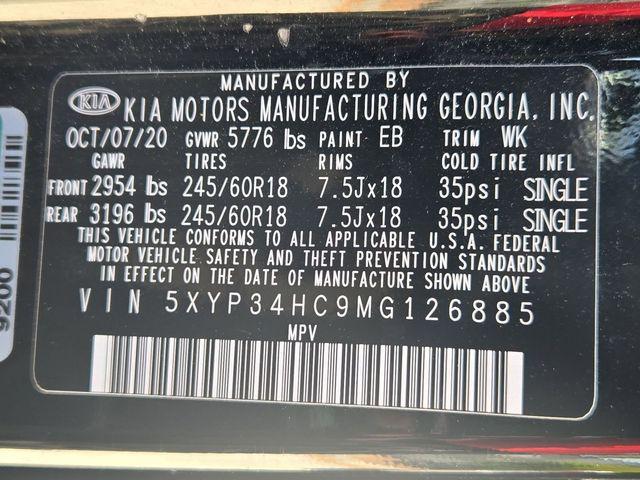 MANUFACTURED BY
KIA KIA MOTORS MANUFACTURING GEORGIA, INC.
OCT/07/20 GVWR 5776 lbs PAINT EB TRIM WK
GAWR TIRES RIMS COLD TIRE INFL
FRONT 2954 lbs 245/60R18 7.5Jx18 35psi SINGLE
REAR 3196 lbs 245/60R18 7.5Jx18 35psi SINGLE
THIS VEHICLE CONFORMS TO ALL APPLICABLE U.S.A. FEDERAL
MOTOR VEHICLE SAFETY AND THEFT PREVENTION STANDARDS
IN EFFECT ON THE DATE OF MANUFACTURE SHOWN ABOVE
VIN 5XYP34HC9MG126885
MPV
9200